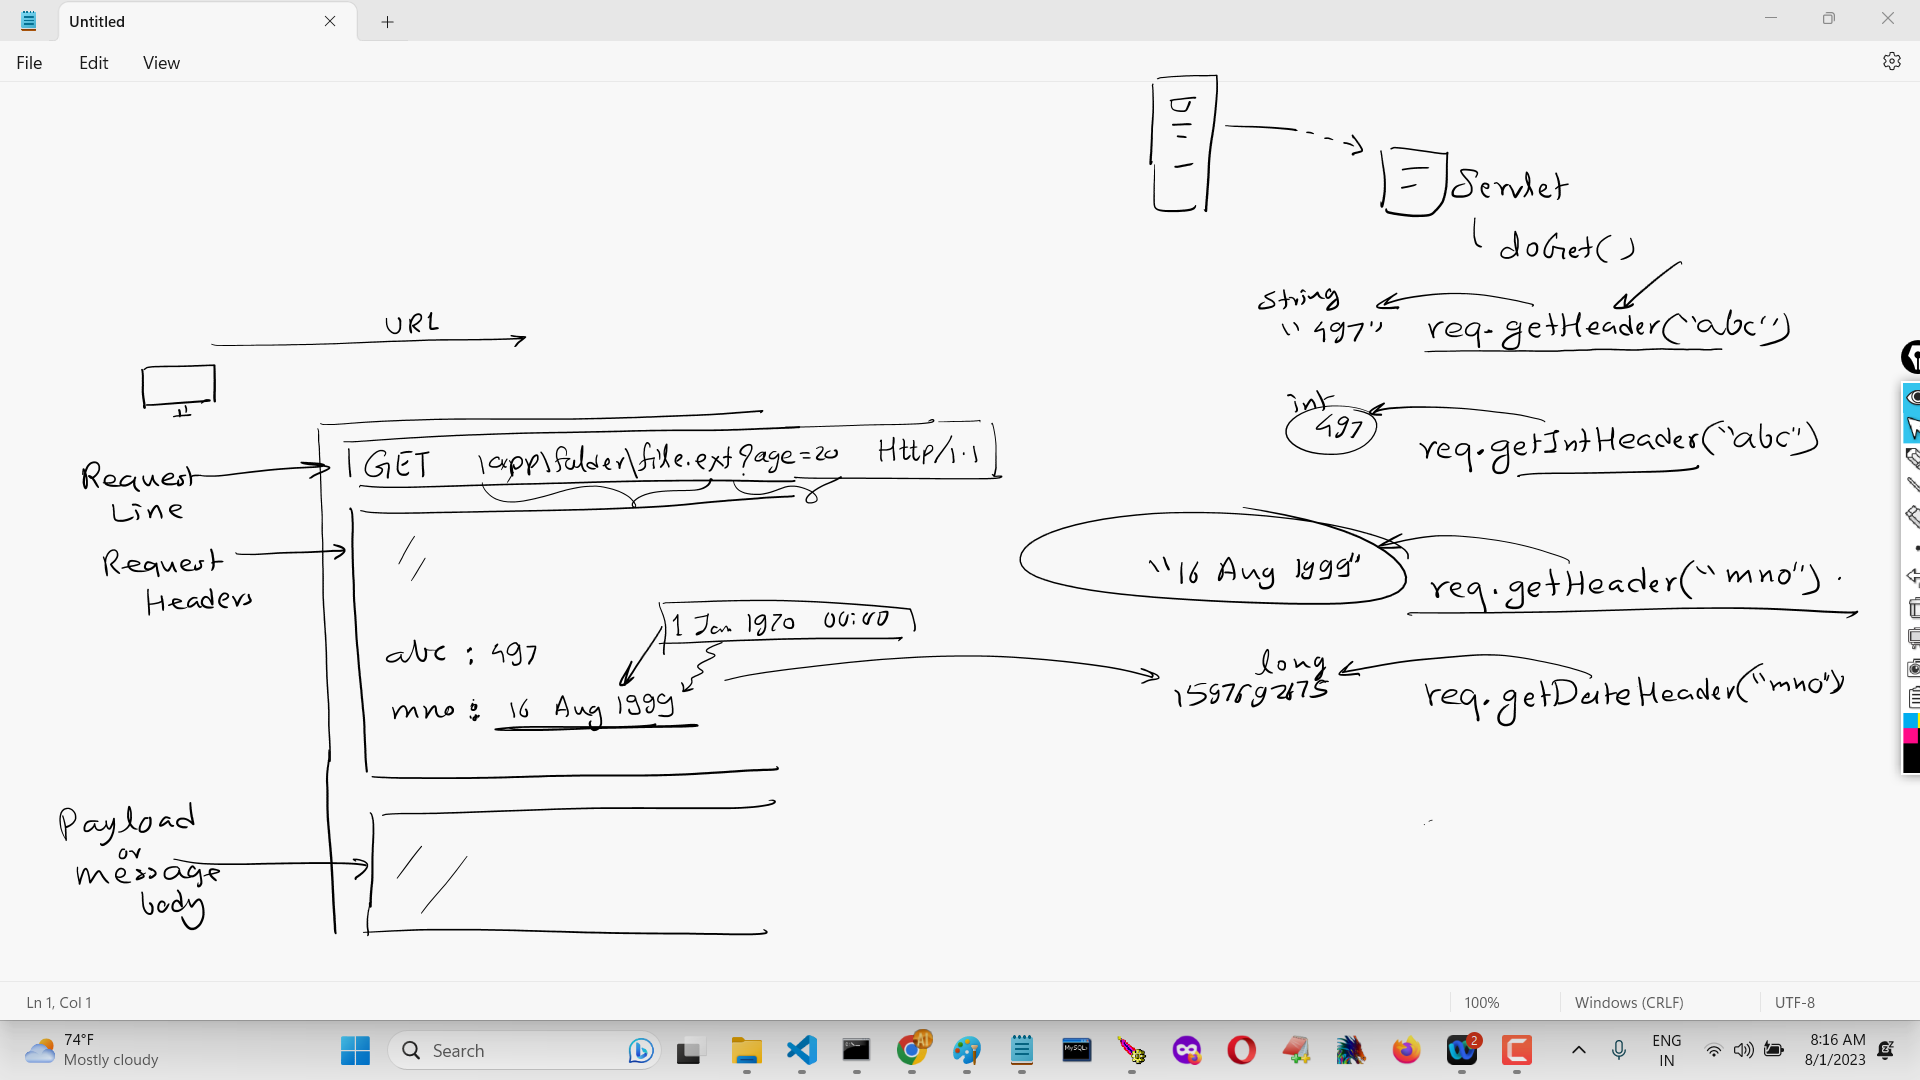 Untitled
File Edit View
Servlet
doGet()
string
"497" req.getHeader("abc")
URL
int
497 req.getIntHeader("abc")
GET \app\folder\file.ext?age=20 Http/1.1
Request
Line
Request
Headers
"16 Aug 1999" req.getHeader("mno").
1 Jan 1970 00:00
abc : 497
long
mno : 16 Aug 1999
req.getDateHeader("mno")
Payload
or
message
body
Ln 1, Col 1 100% Windows (CRLF) UTF-8
74°F
Mostly cloudy
Search
AI
MySQL
2
ENG
IN
8:16 AM
8/1/2023